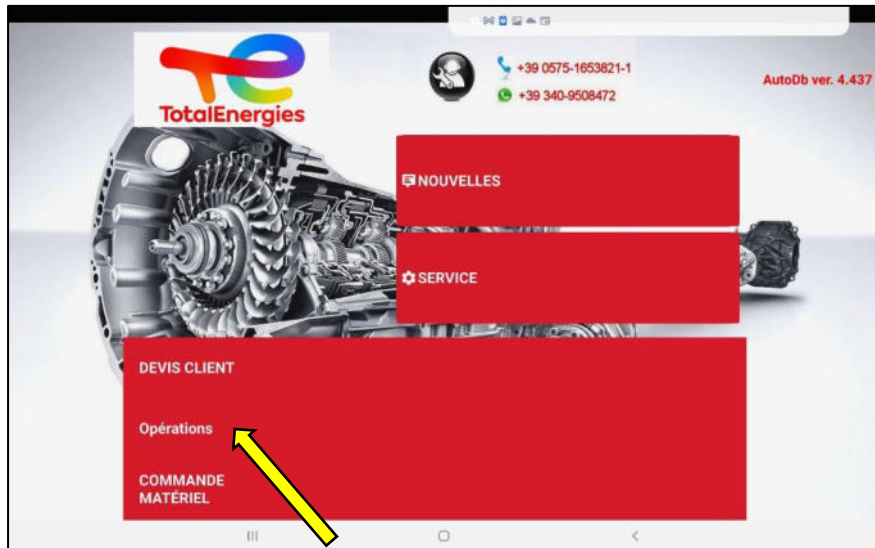 TotalEnergies
+39 0575-1653821-1
+39 340-9508472
AutoDb ver. 4.437
NOUVELLES
SERVICE
DEVIS CLIENT
Opérations
COMMANDE
MATÉRIEL